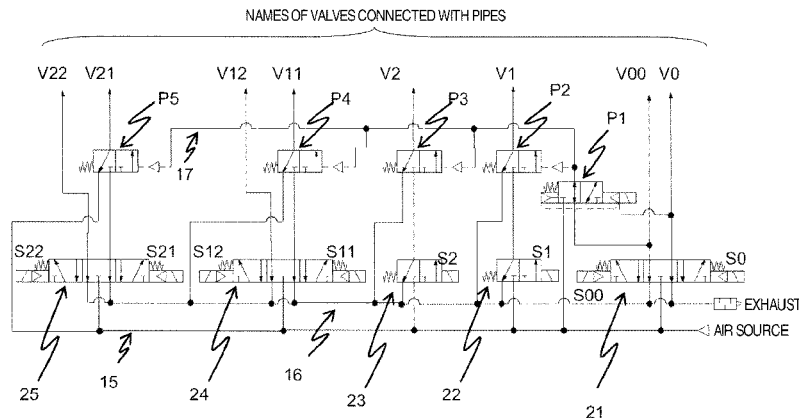 NAMES OF VALVES CONNECTED WITH PIPES
V22 V21 V12 V11 V2 V1 V00 V0
P5 P4 P3 P2 P1
17
S22 S21 S12 S11 S2 S1 S0
S00
EXHAUST
AIR SOURCE
25 15 24 16 23 22 21